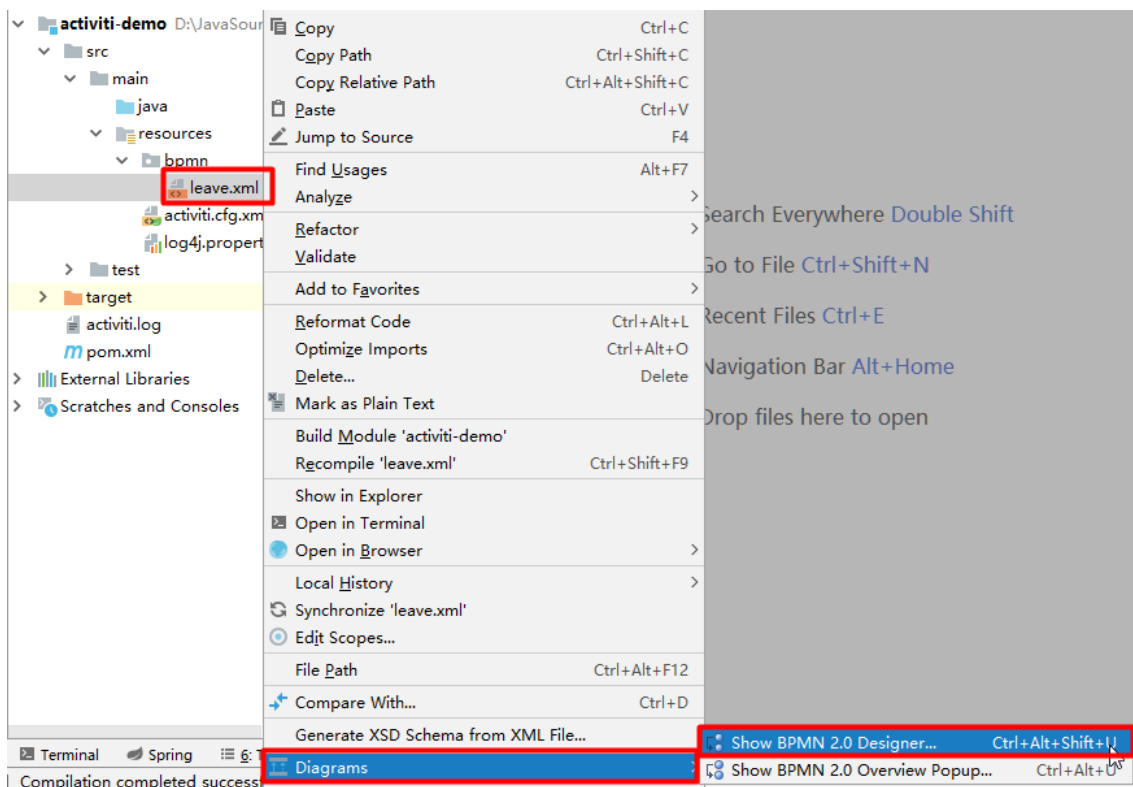 activiti-demo D:\JavaSour
src
main
java
resources
bpmn
leave.xml
activiti.cfg.xm
log4j.propert
test
target
activiti.log
pom.xml
External Libraries
Scratches and Consoles
Copy Ctrl+C
Copy Path Ctrl+Shift+C
Copy Relative Path Ctrl+Alt+Shift+C
Paste Ctrl+V
Jump to Source F4
Find Usages Alt+F7
Analyze
Refactor
Validate
Add to Favorites
Reformat Code Ctrl+Alt+L
Optimize Imports Ctrl+Alt+O
Delete... Delete
Mark as Plain Text
Build Module 'activiti-demo'
Recompile 'leave.xml' Ctrl+Shift+F9
Show in Explorer
Open in Terminal
Open in Browser
Local History
Synchronize 'leave.xml'
Edit Scopes...
File Path Ctrl+Alt+F12
Compare With... Ctrl+D
Generate XSD Schema from XML File...
Diagrams
Show BPMN 2.0 Designer... Ctrl+Alt+Shift+U
Show BPMN 2.0 Overview Popup... Ctrl+Alt+U
Search Everywhere Double Shift
Go to File Ctrl+Shift+N
Recent Files Ctrl+E
Navigation Bar Alt+Home
Drop files here to open
Terminal Spring 6: T
Compilation completed success